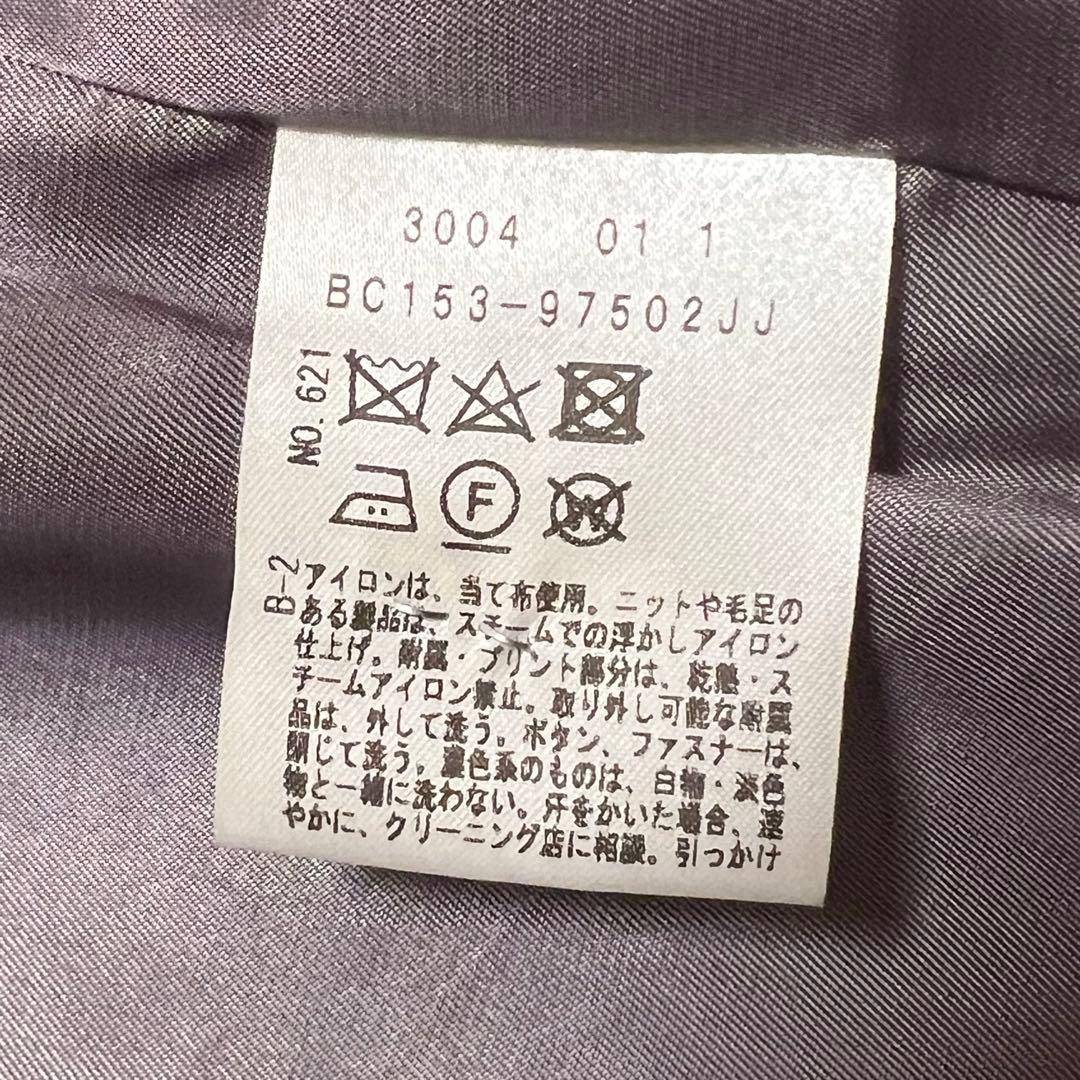 3004 01 1
BC153-97502JJ
NO.621
F
W
B-2
アイロンは、当て布使用。ニットや毛足の
ある製品は、スチームでの浮かしアイロン
仕上げ。附属・プリント部分は、乾熱・ス
チームアイロン禁止。取り外し可能な附属
品は、外して洗う。ボタン、ファスナーは、
閉じて洗う。濃色系のものは、白物・淡色
物と一緒に洗わない。汗をかいた場合、速
やかに、クリーニング店に相談。引っかけ